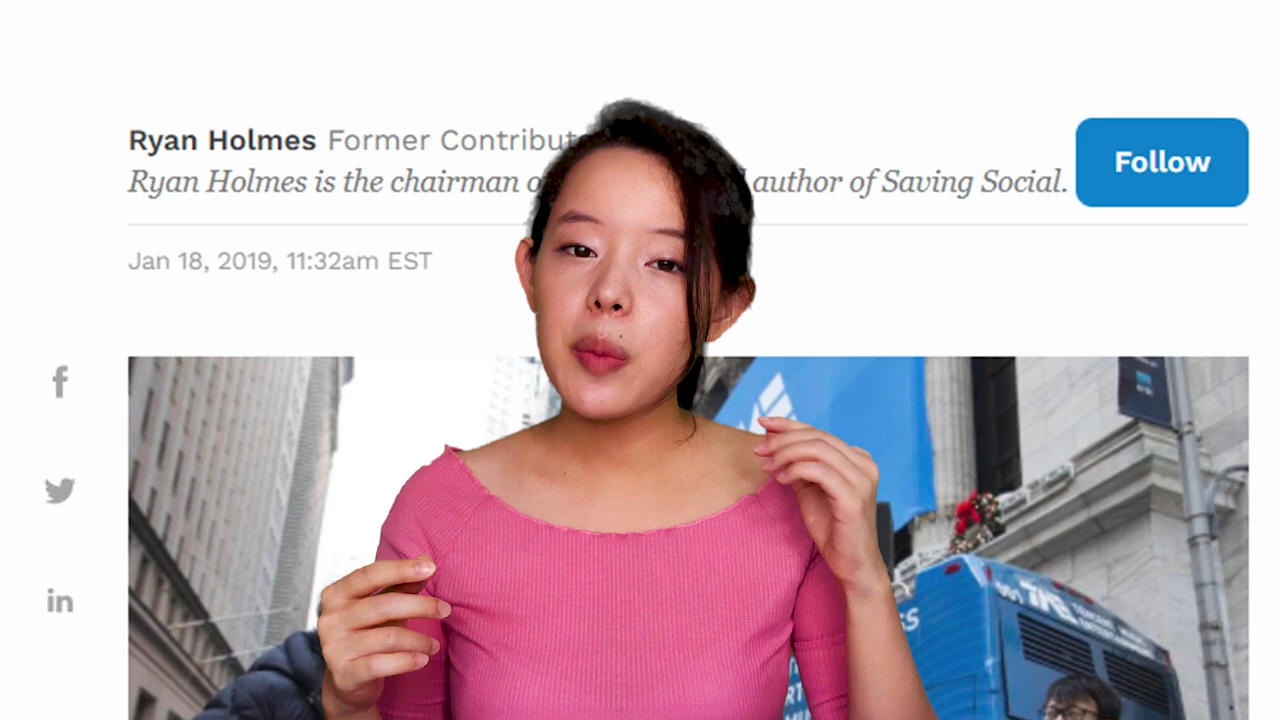 Ryan Holmes Former Contribut
Follow
Ryan Holmes is the chairman o author of Saving Social.
Jan 18, 2019, 11:32am EST
f
in
TME